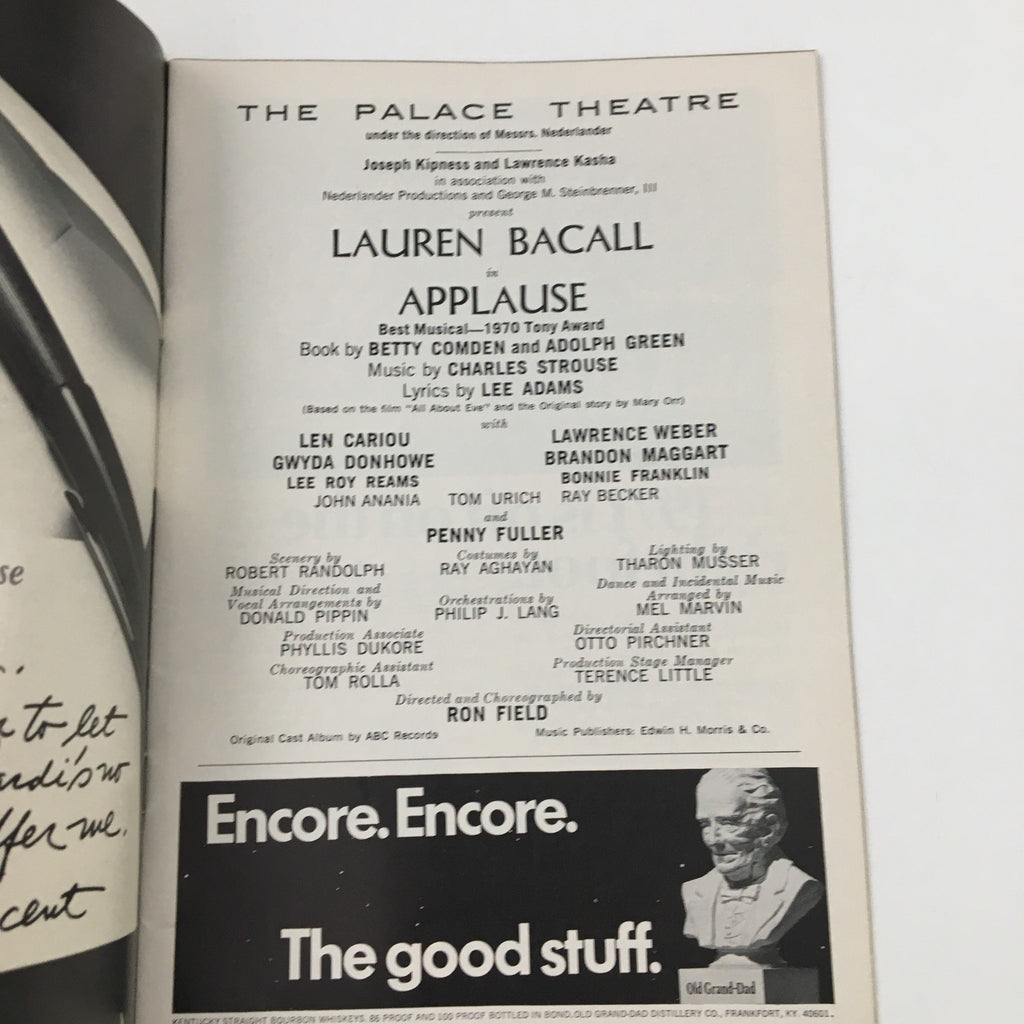 THE PALACE THEATRE
under the direction of Messrs. Nederlander
Joseph Kipness and Lawrence Kasha
in association with
Nederlander Productions and George M. Steinbrenner, III
present
LAUREN BACALL
in
APPLAUSE
Best Musical—1970 Tony Award
Book by BETTY COMDEN and ADOLPH GREEN
Music by CHARLES STROUSE
Lyrics by LEE ADAMS
(Based on the film "All About Eve" and the Original story by Mary Orr)
with
LEN CARIOU LAWRENCE WEBER
GWYDA DONHOWE BRANDON MAGGART
LEE ROY REAMS BONNIE FRANKLIN
JOHN ANANIA TOM URICH RAY BECKER
and
PENNY FULLER
Scenery by Costumes by Lighting by
ROBERT RANDOLPH RAY AGHAYAN THARON MUSSER
Musical Direction and Dance and Incidental Music
Vocal Arrangements by Orchestrations by Arranged by
DONALD PIPPIN PHILIP J. LANG MEL MARVIN
Production Associate Directorial Assistant
PHYLLIS DUKORE OTTO PIRCHNER
Choreographic Assistant Production Stage Manager
TOM ROLLA TERENCE LITTLE
Directed and Choreographed by
RON FIELD
Original Cast Album by ABC Records Music Publishers: Edwin H. Morris & Co.
Encore. Encore.
The good stuff.
Old Grand-Dad
KENTUCKY STRAIGHT BOURBON WHISKEYS. 86 PROOF AND 100 PROOF BOTTLED IN BOND. OLD GRAND-DAD DISTILLERY CO., FRANKFORT, KY. 40601.
to let
me.
cent